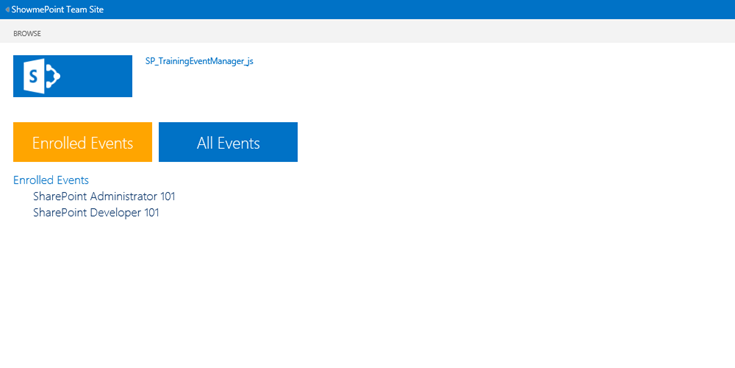 ShowmePoint Team Site
BROWSE
S
SP_TrainingEventManager_js
Enrolled Events
All Events
Enrolled Events
SharePoint Administrator 101
SharePoint Developer 101